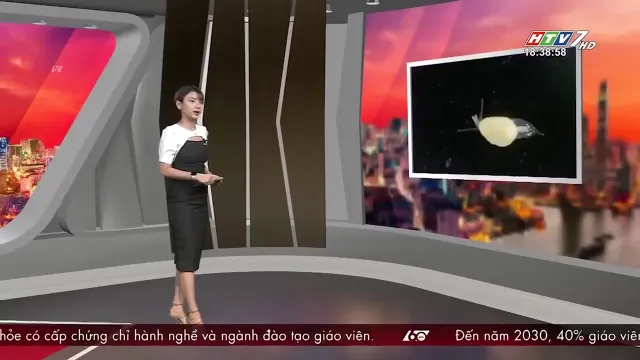 HTV7 HD
18:38:58
hỏe có cấp chứng chỉ hành nghề và ngành đào tạo giáo viên. 60 Đến năm 2030, 40% giáo viên